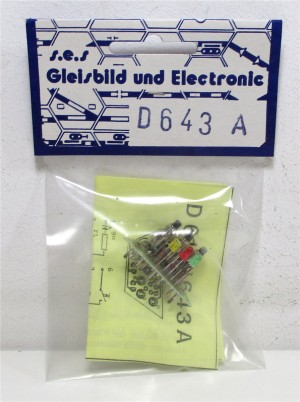 s.e.s
Gleisbild und Electronic
D643 A
D643A